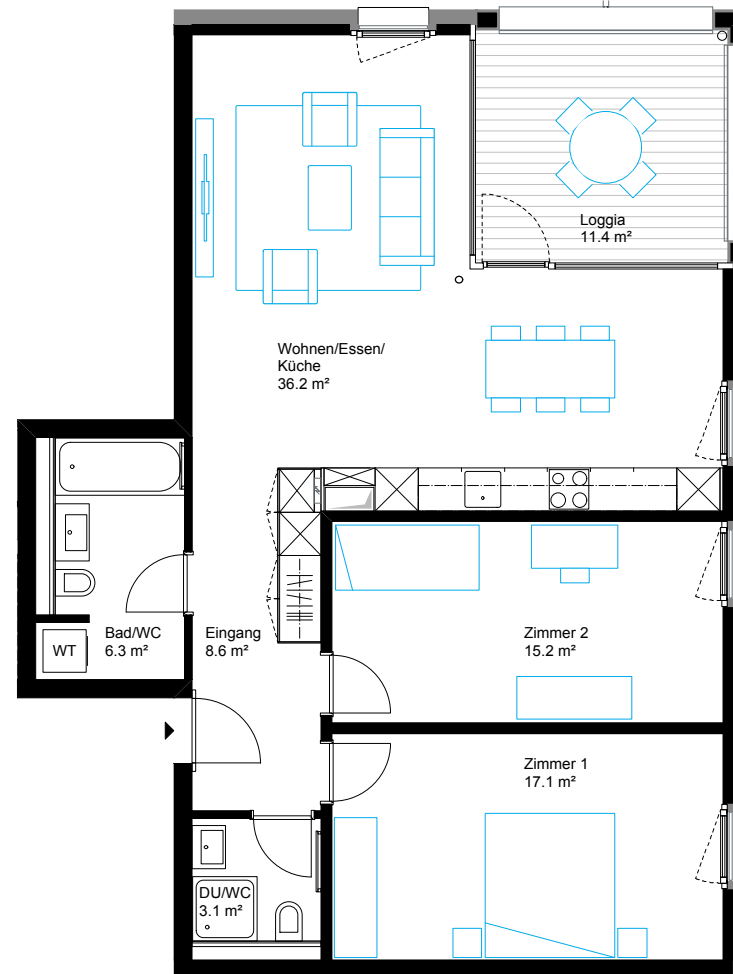 Loggia
11.4 m²
Wohnen/Essen/
Küche
36.2 m²
Bad/WC
6.3 m²
WT
Eingang
8.6 m²
Zimmer 2
15.2 m²
Zimmer 1
17.1 m²
DU/WC
3.1 m²